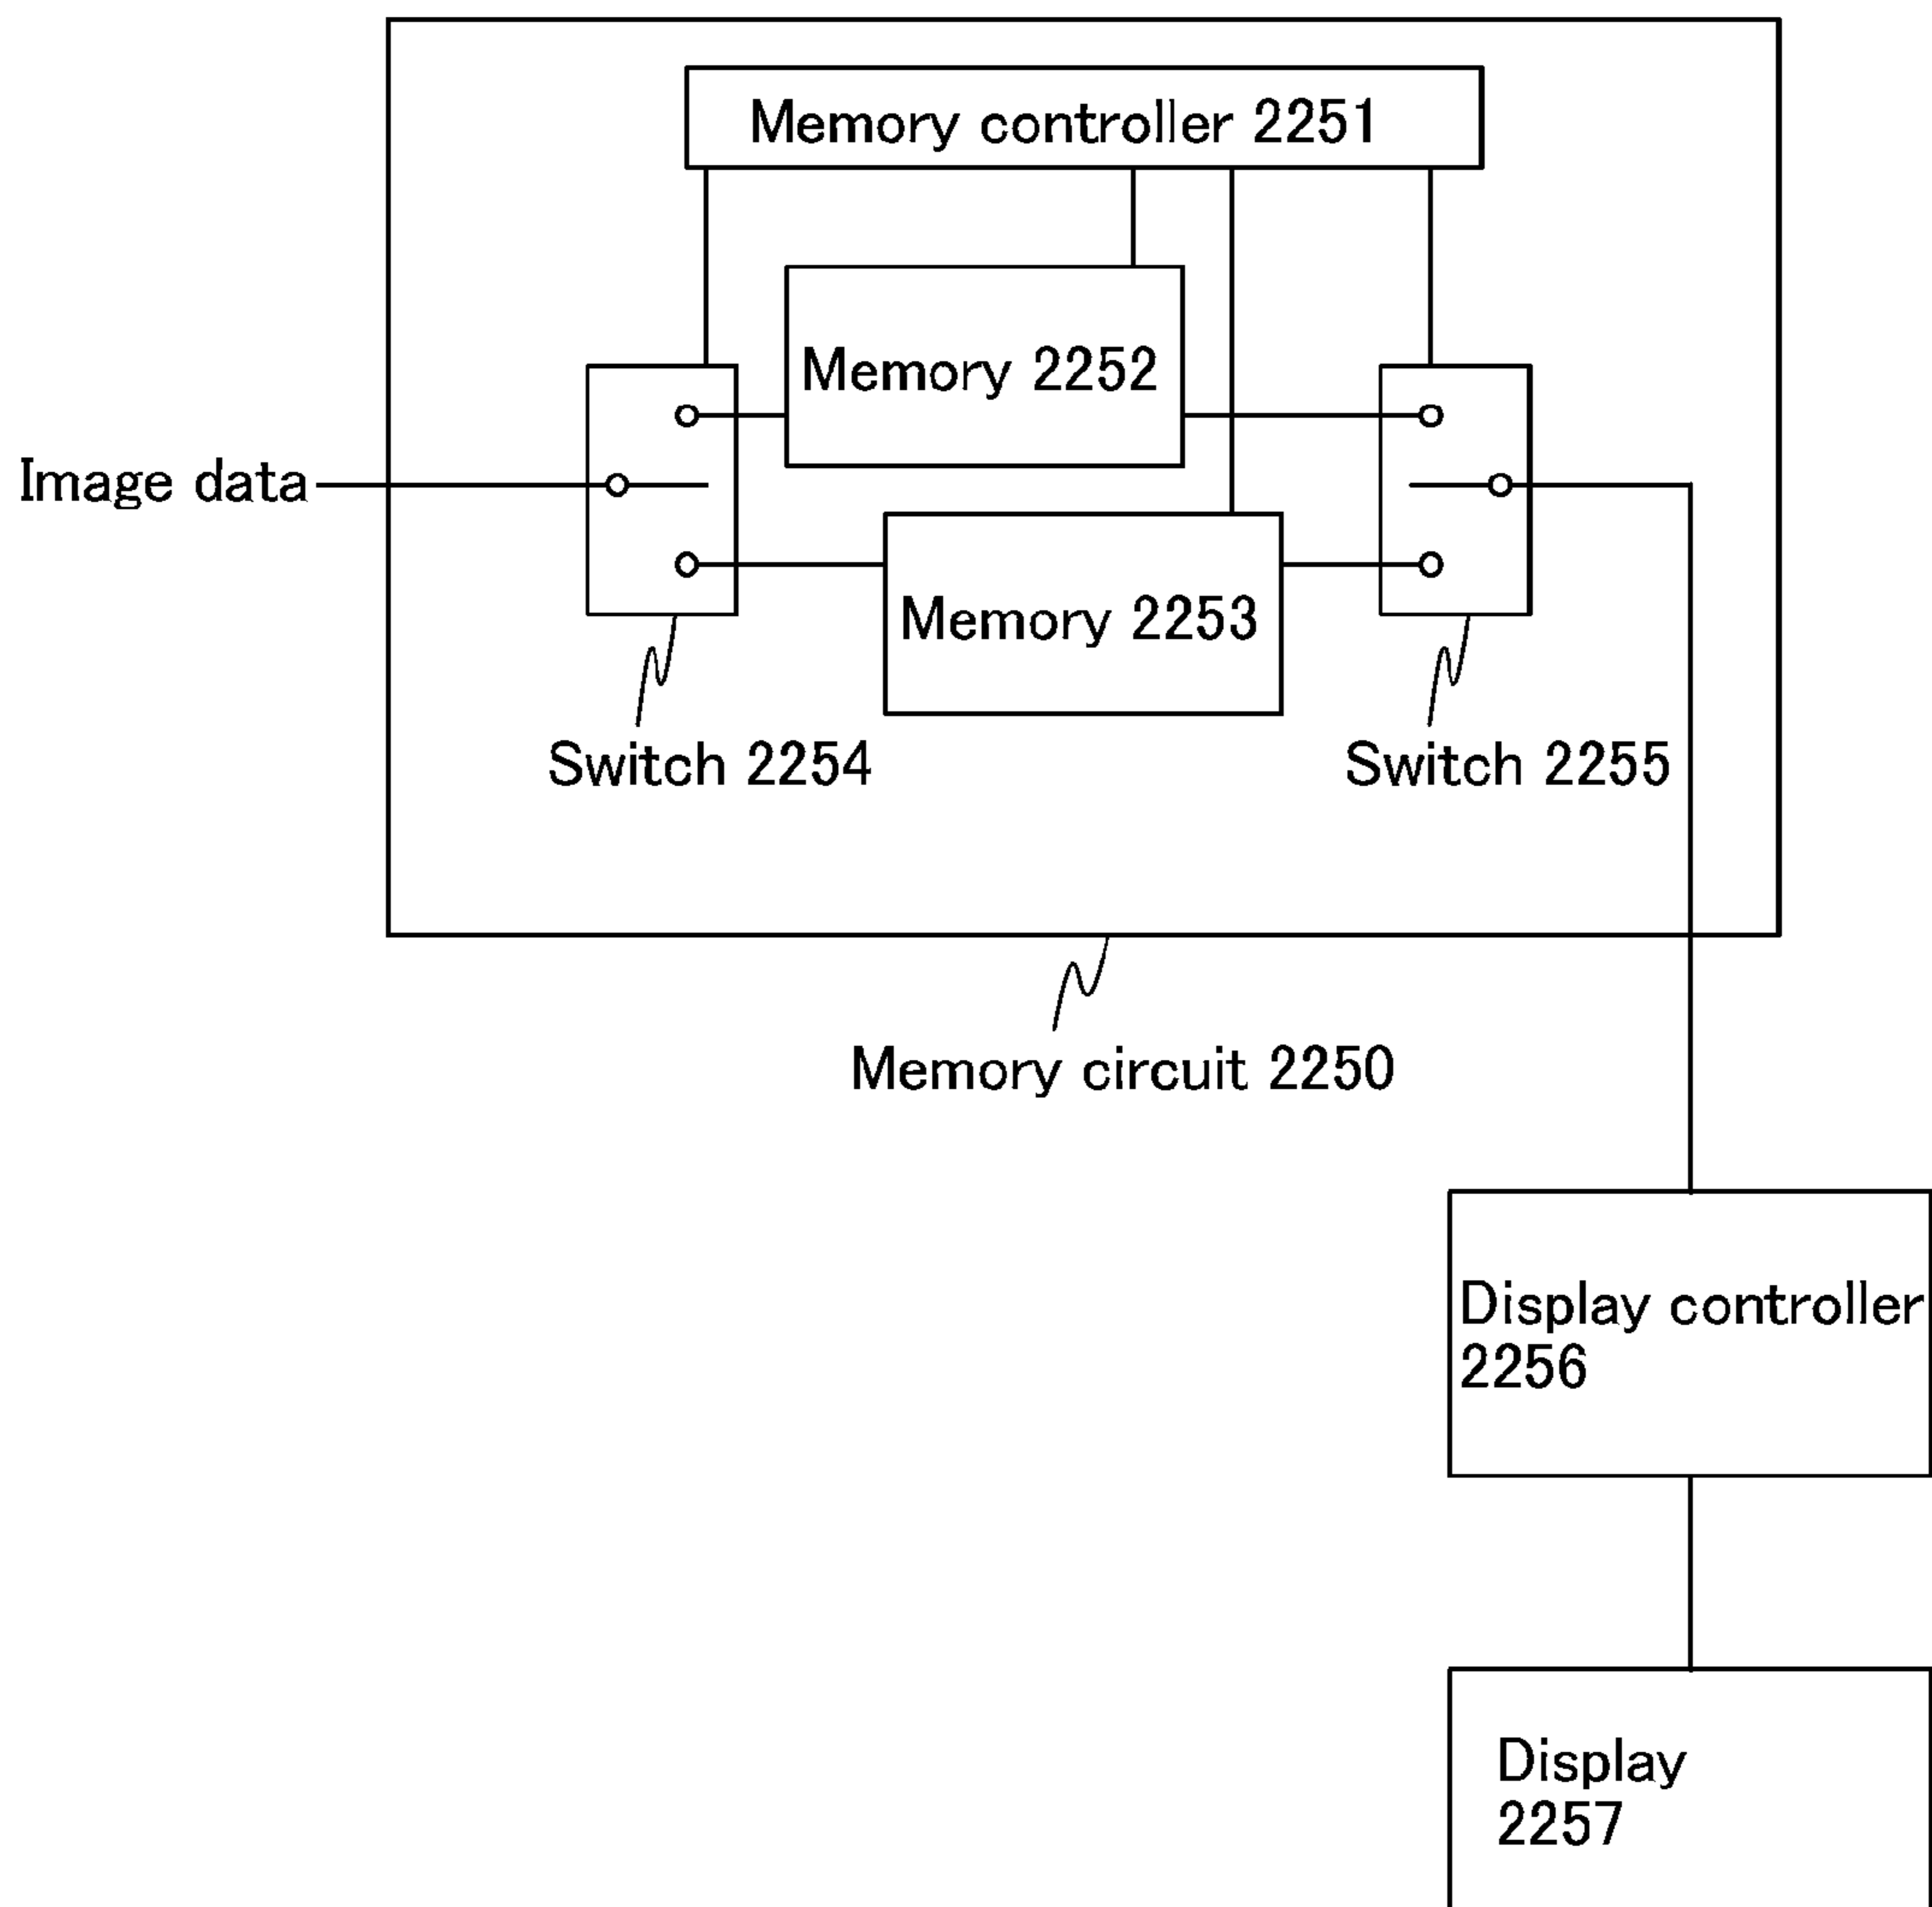 Memory controller 2251
Memory 2252
Image data
Memory 2253
Switch 2254
Switch 2255
Memory circuit 2250
Display controller
2256
Display
2257